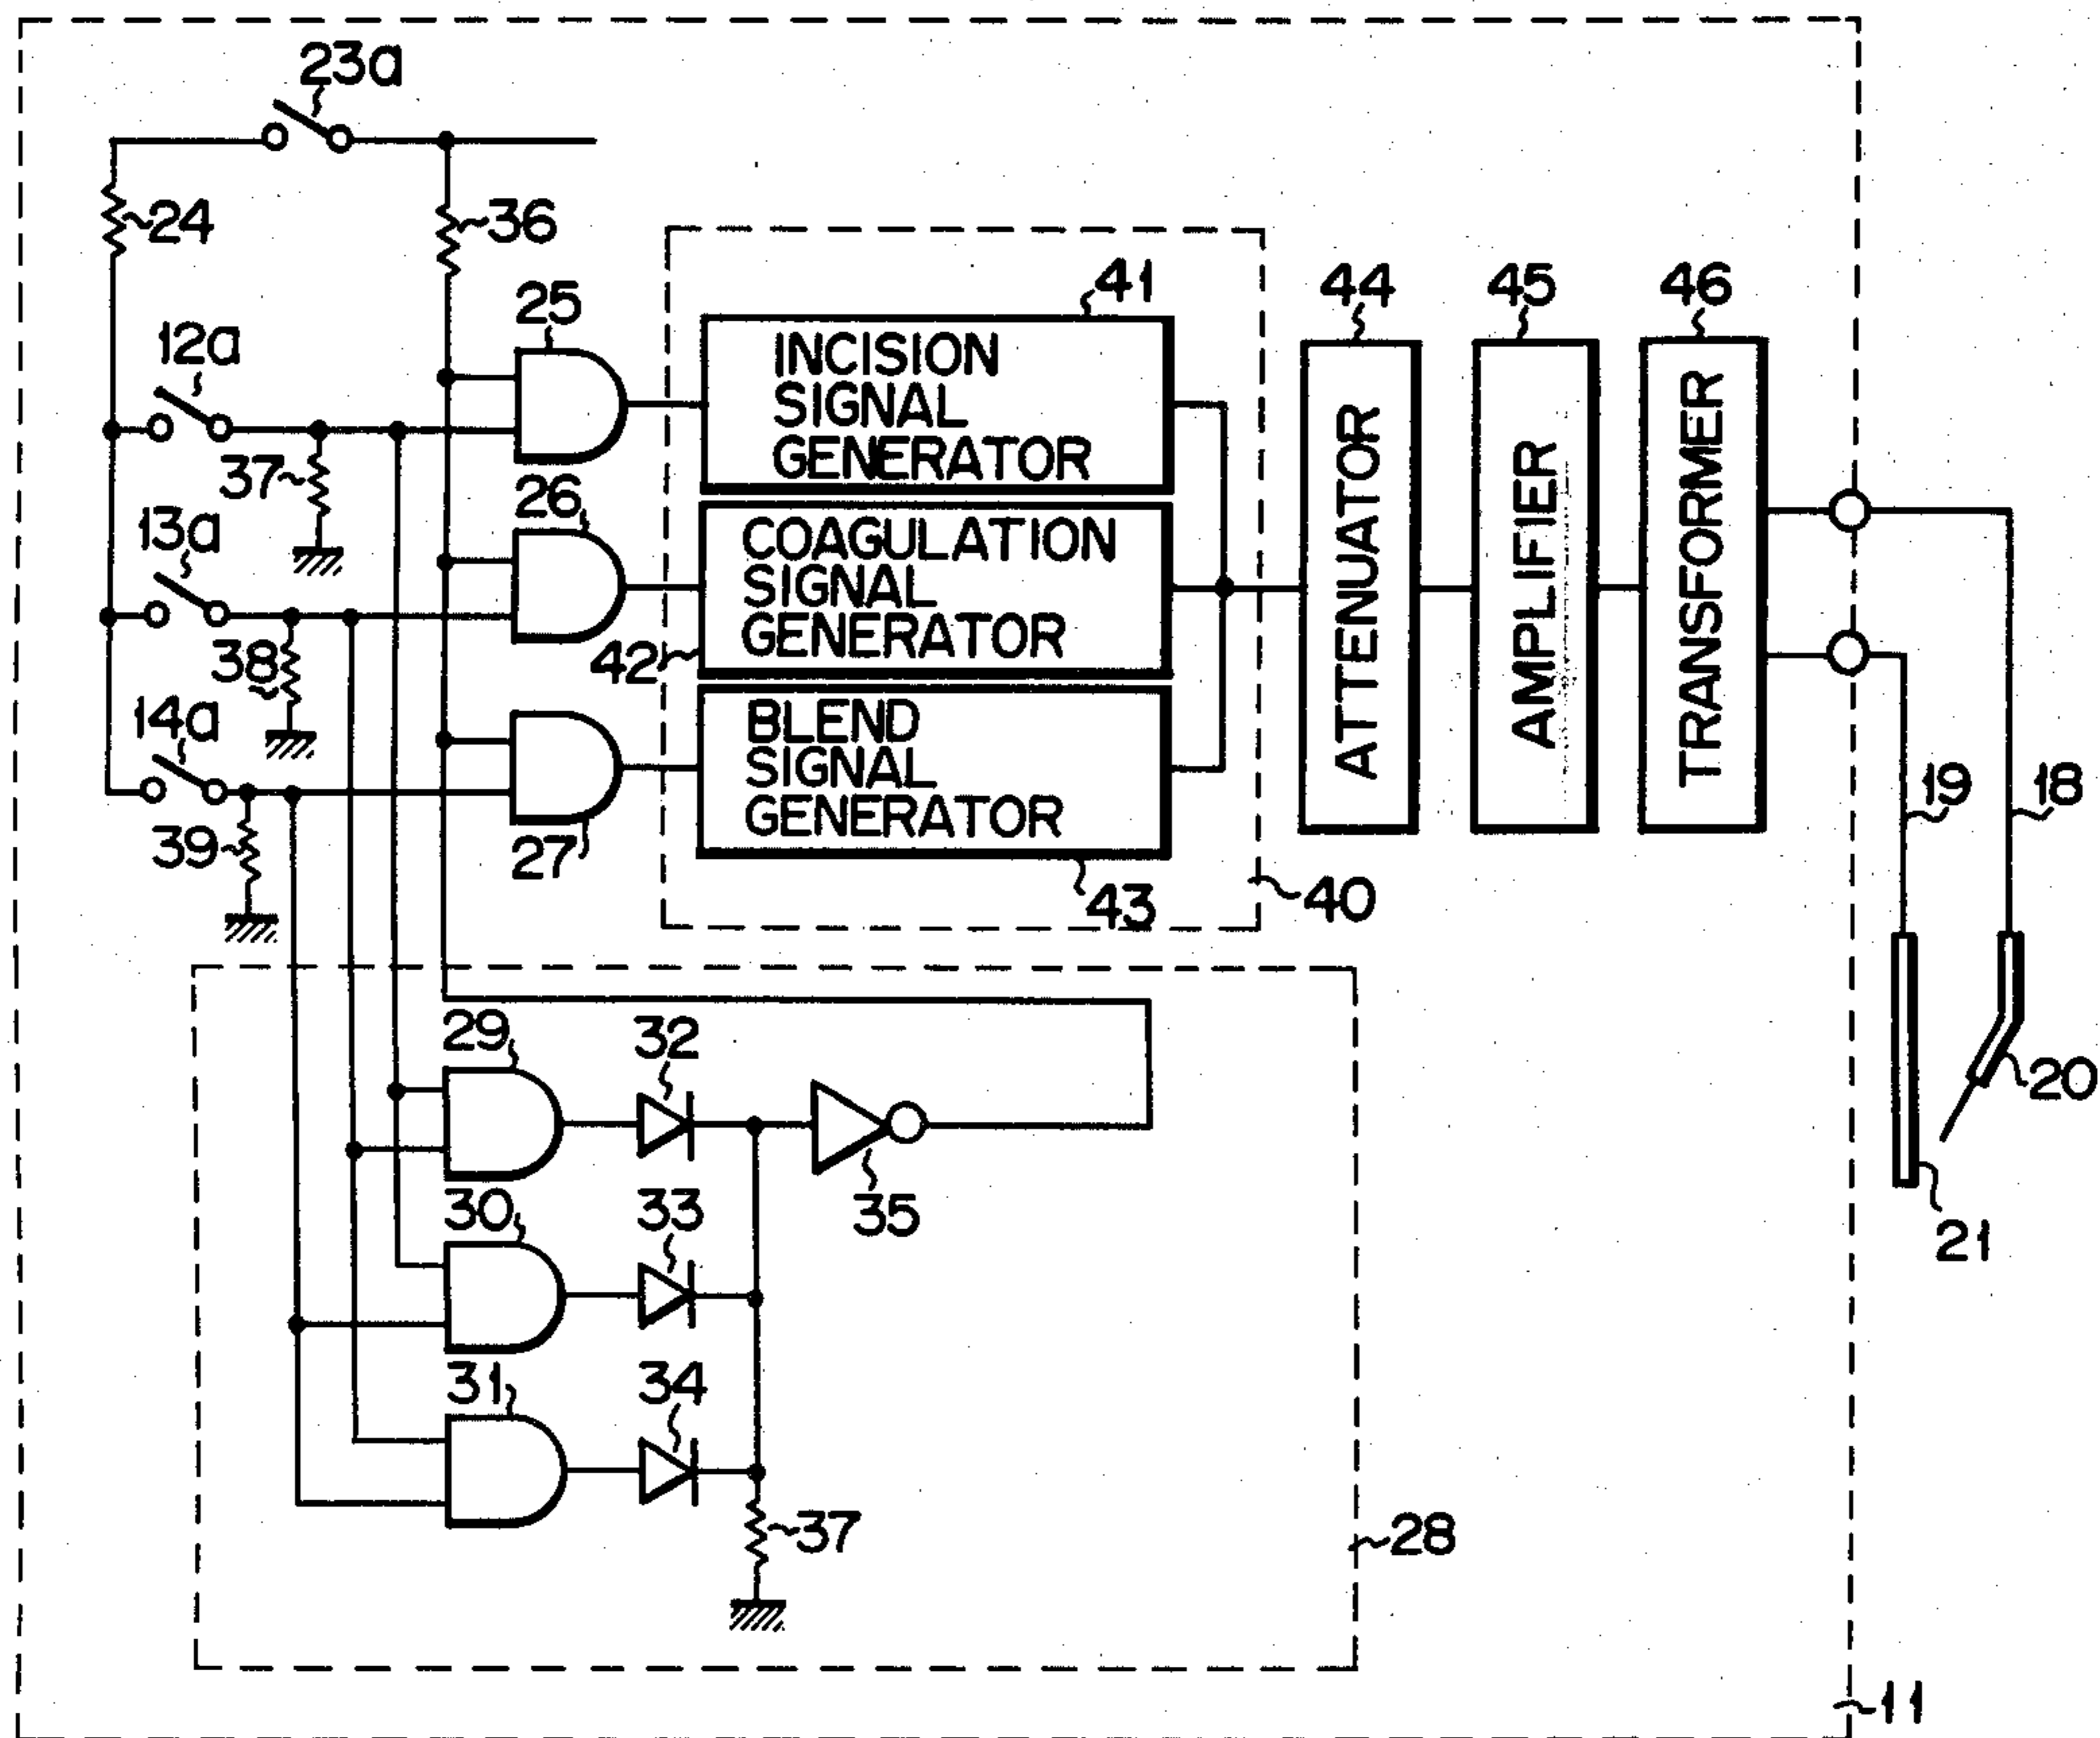 23a
24
36
25
41
44
45
46
12a
INCISION
SIGNAL
GENERATOR
37
26
13a
COAGULATION
SIGNAL
GENERATOR
42
38
14a
BLEND
SIGNAL
GENERATOR
39
27
43
40
ATTENUATOR
AMPLIFIER
TRANSFORMER
19
18
29
32
20
30
33
35
21
31
34
37
28
11